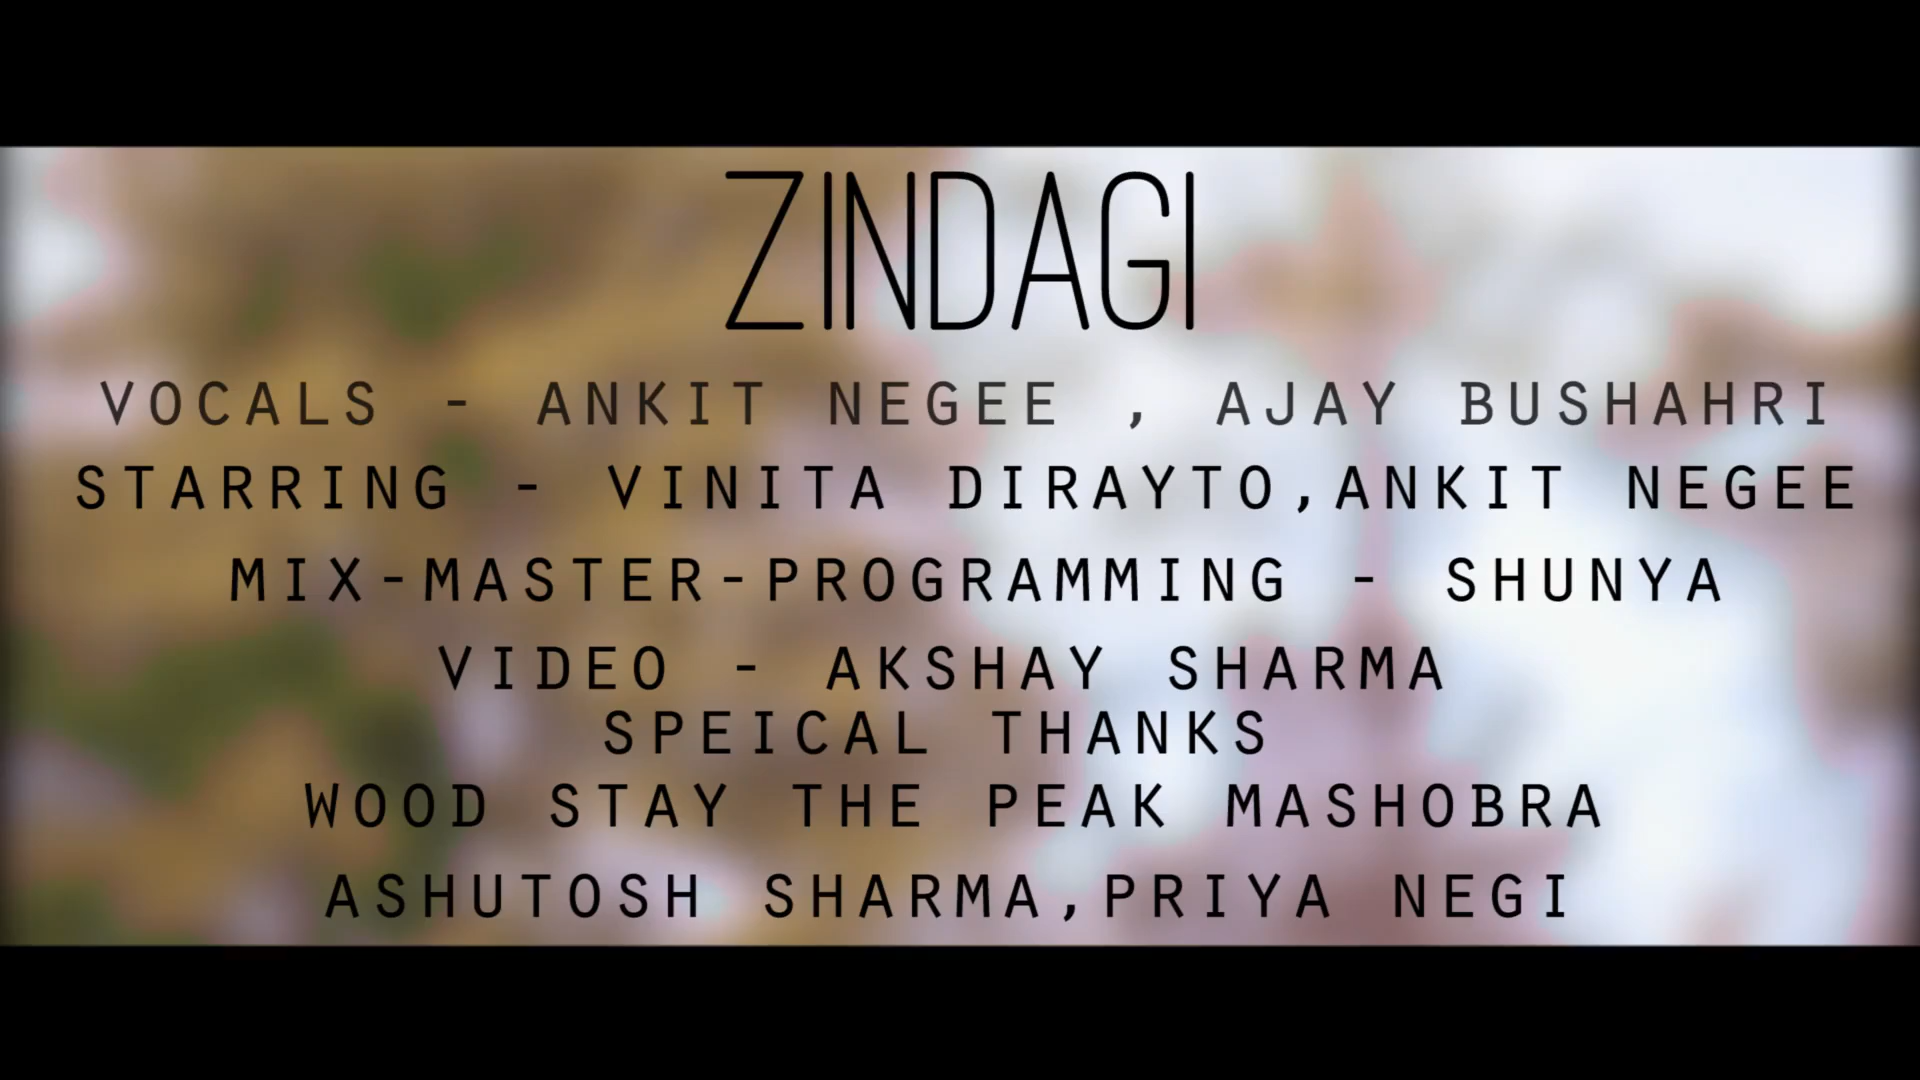 ZINDAGI
VOCALS - ANKIT NEGEE , AJAY BUSHAHRI
STARRING - VINITA DIRAYTO,ANKIT NEGEE
MIX-MASTER-PROGRAMMING - SHUNYA
VIDEO - AKSHAY SHARMA
SPEICAL THANKS
WOOD STAY THE PEAK MASHOBRA
ASHUTOSH SHARMA,PRIYA NEGI